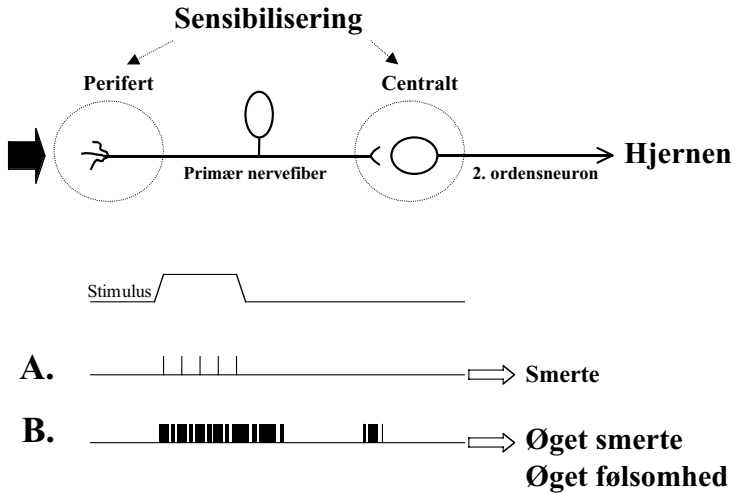 Sensibilisering
Perifert
Centralt
Hjernen
Primær nervefiber
2. ordensneuron
Stimulus
A.
Smerte
B.
Øget smerte
Øget følsomhed